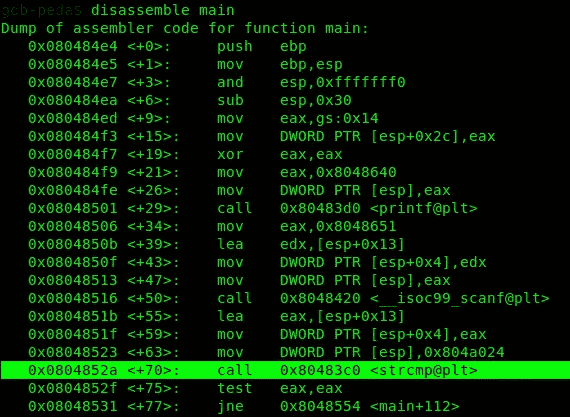 gdb-peda$ disassemble main
Dump of assembler code for function main:
0x080484e4 <+0>: push ebp
0x080484e5 <+1>: mov ebp,esp
0x080484e7 <+3>: and esp,0xfffffff0
0x080484ea <+6>: sub esp,0x30
0x080484ed <+9>: mov eax,gs:0x14
0x080484f3 <+15>: mov DWORD PTR [esp+0x2c],eax
0x080484f7 <+19>: xor eax,eax
0x080484f9 <+21>: mov eax,0x8048640
0x080484fe <+26>: mov DWORD PTR [esp],eax
0x08048501 <+29>: call 0x80483d0 <printf@plt>
0x08048506 <+34>: mov eax,0x8048651
0x0804850b <+39>: lea edx,[esp+0x13]
0x0804850f <+43>: mov DWORD PTR [esp+0x4],edx
0x08048513 <+47>: mov DWORD PTR [esp],eax
0x08048516 <+50>: call 0x8048420 <__isoc99_scanf@plt>
0x0804851b <+55>: lea eax,[esp+0x13]
0x0804851f <+59>: mov DWORD PTR [esp+0x4],eax
0x08048523 <+63>: mov DWORD PTR [esp],0x804a024
0x0804852a <+70>: call 0x80483c0 <strcmp@plt>
0x0804852f <+75>: test eax,eax
0x08048531 <+77>: jne 0x8048554 <main+112>